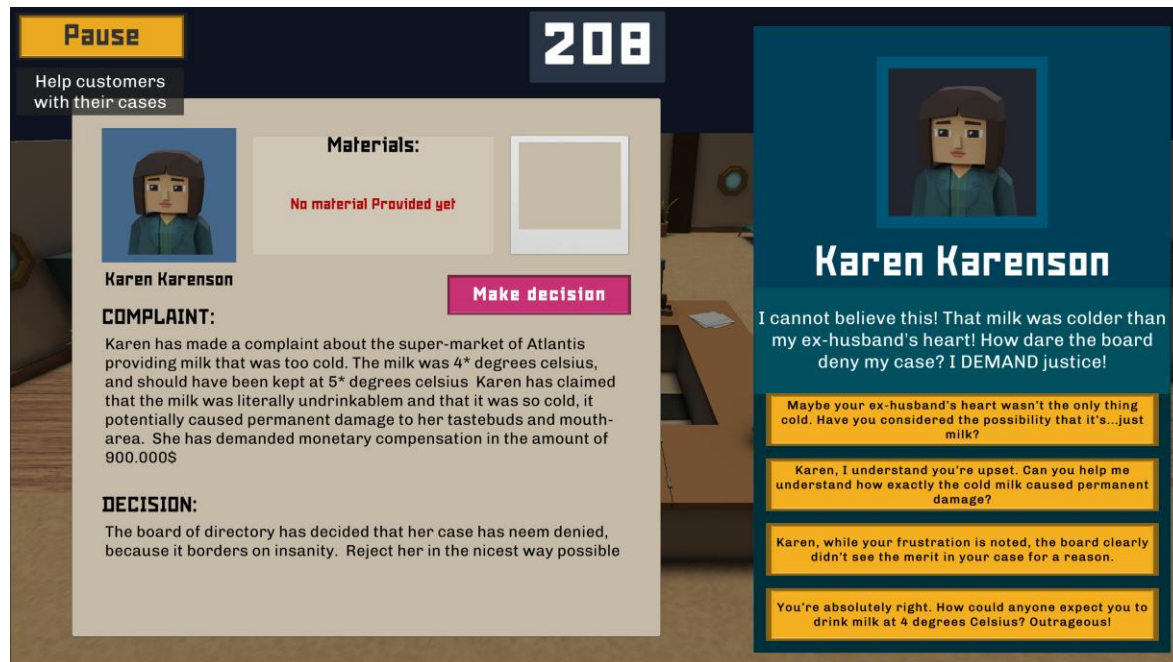 Pause
208
Help customers
with their cases
Materials:
No material Provided yet
Karen Karenson
Make decision
COMPLAINT:
Karen has made a complaint about the super-market of Atlantis
providing milk that was too cold. The milk was 4* degrees celsius,
and should have been kept at 5* degrees celsius Karen has claimed
that the milk was literally undrinkablem and that it was so cold, it
potentially caused permanent damage to her tastebuds and mouth-
area. She has demanded monetary compensation in the amount of
900.000$
DECISION:
The board of directory has decided that her case has neem denied,
because it borders on insanity. Reject her in the nicest way possible
Karen Karenson
I cannot believe this! That milk was colder than
my ex-husband's heart! How dare the board
deny my case? I DEMAND justice!
Maybe your ex-husband's heart wasn't the only thing
cold. Have you considered the possibility that it's...just
milk?
Karen, I understand you're upset. Can you help me
understand how exactly the cold milk caused permanent
damage?
Karen, while your frustration is noted, the board clearly
didn't see the merit in your case for a reason.
You're absolutely right. How could anyone expect you to
drink milk at 4 degrees Celsius? Outrageous!